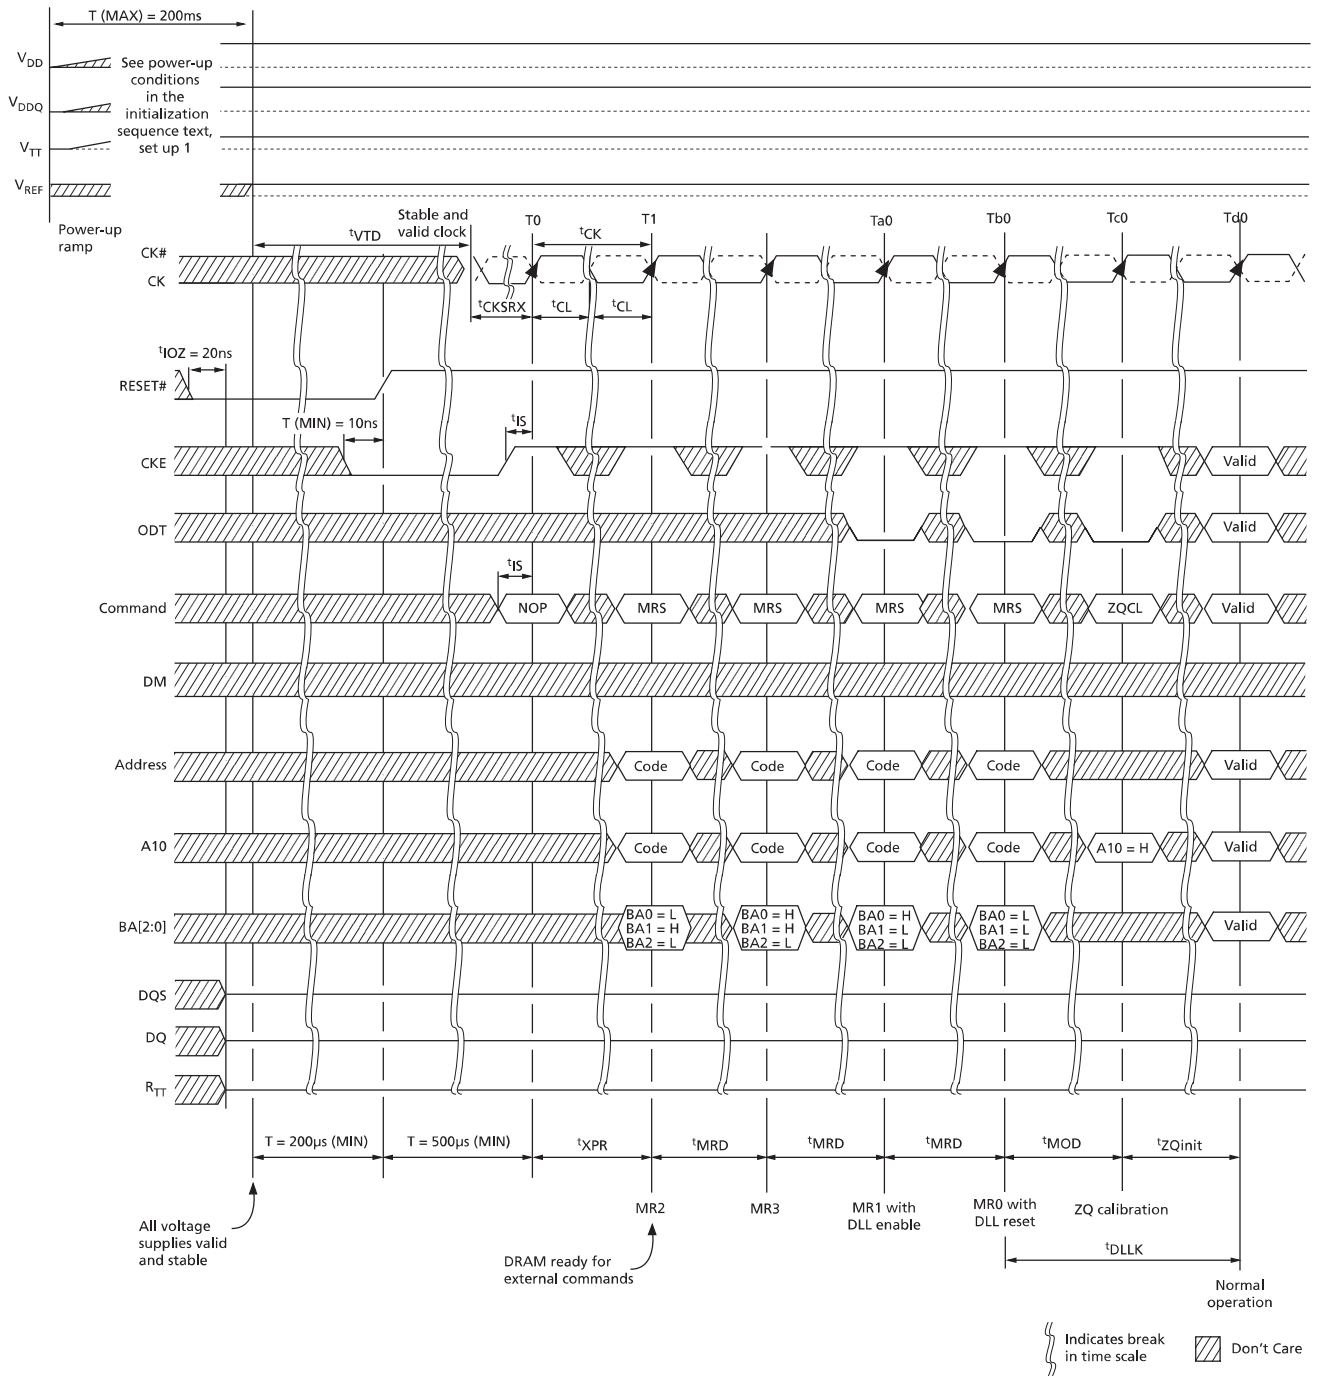 T (MAX) = 200ms
VDD
See power-up
conditions
in the
initialization
sequence text,
set up 1
VDDQ
VTT
VREF
Power-up
ramp
tVTD
Stable and
valid clock
T0
T1
Ta0
Tb0
Tc0
Td0
tCK
CK#
CK
tCKSRX
tCL
tCL
tIOZ = 20ns
RESET#
T (MIN) = 10ns
tIS
CKE
Valid
ODT
Valid
tIS
Command
NOP
MRS
MRS
MRS
MRS
ZQCL
Valid
DM
Address
Code
Code
Code
Code
Valid
A10
Code
Code
Code
Code
A10 = H
Valid
BA[2:0]
BA0 = L
BA1 = H
BA2 = L
BA0 = H
BA1 = H
BA2 = L
BA0 = H
BA1 = L
BA2 = L
BA0 = L
BA1 = L
BA2 = L
Valid
DQS
DQ
RTT
T = 200μs (MIN)
T = 500μs (MIN)
tXPR
tMRD
tMRD
tMRD
tMOD
tZQinit
All voltage
supplies valid
and stable
MR2
MR3
MR1 with
DLL enable
MR0 with
DLL reset
ZQ calibration
DRAM ready for
external commands
tDLLK
Normal
operation
Indicates break
in time scale
Don't Care